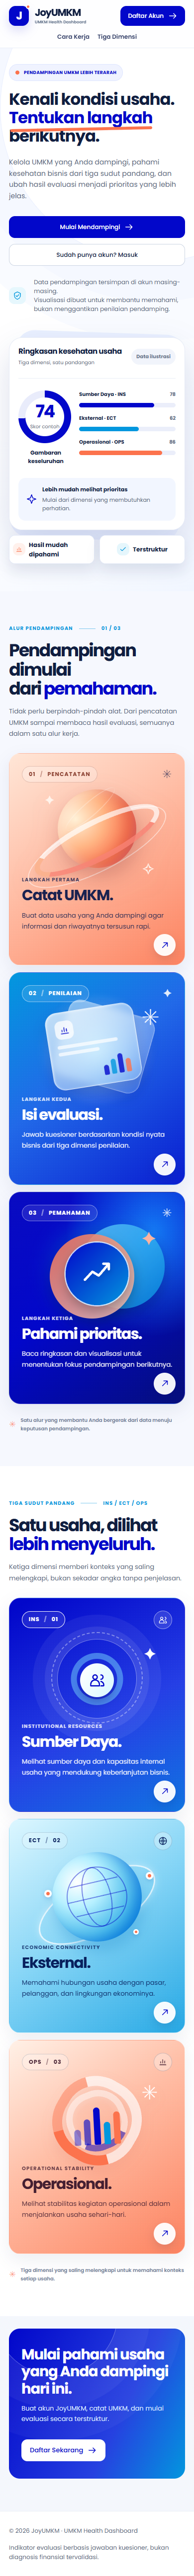 J
JoyUMKM
UMKM Health Dashboard
Daftar Akun →
Cara Kerja Tiga Dimensi
PENDAMPINGAN UMKM LEBIH TERARAH
Kenali kondisi usaha.
Tentukan langkah
berikutnya.
Kelola UMKM yang Anda dampingi, pahami
kesehatan bisnis dari tiga sudut pandang, dan
ubah hasil evaluasi menjadi prioritas yang lebih
jelas.
Mulai Mendampingi →
Sudah punya akun? Masuk
Data pendampingan tersimpan di akun masing-
masing.
Visualisasi dibuat untuk membantu memahami,
bukan menggantikan penilaian pendamping.
Ringkasan kesehatan usaha
Tiga dimensi, satu pandangan
Data ilustrasi
74
Skor contoh
Gambaran
keseluruhan
Sumber Daya · INS 78
Eksternal · ECT 62
Operasional · OPS 86
Lebih mudah melihat prioritas
Mulai dari dimensi yang membutuhkan
perhatian.
Hasil mudah
dipahami
Terstruktur
ALUR PENDAMPINGAN 01 / 03
Pendampingan
dimulai
dari pemahaman.
Tidak perlu berpindah-pindah alat. Dari pencatatan
UMKM sampai membaca hasil evaluasi, semuanya
dalam satu alur kerja.
01 / PENCATATAN
LANGKAH PERTAMA
Catat UMKM.
Buat data usaha yang Anda dampingi agar
informasi dan riwayatnya tersusun rapi.
02 / PENILAIAN
LANGKAH KEDUA
Isi evaluasi.
Jawab kuesioner berdasarkan kondisi nyata
bisnis dari tiga dimensi penilaian.
03 / PEMAHAMAN
LANGKAH KETIGA
Pahami prioritas.
Baca ringkasan dan visualisasi untuk
menentukan fokus pendampingan berikutnya.
Satu alur yang membantu Anda bergerak dari data menuju
keputusan pendampingan.
TIGA SUDUT PANDANG INS / ECT / OPS
Satu usaha, dilihat
lebih menyeluruh.
Ketiga dimensi memberi konteks yang saling
melengkapi, bukan sekadar angka tanpa penjelasan.
INS / 01
INSTITUTIONAL RESOURCES
Sumber Daya.
Melihat sumber daya dan kapasitas internal
usaha yang mendukung keberlanjutan bisnis.
ECT / 02
ECONOMIC CONNECTIVITY
Eksternal.
Memahami hubungan usaha dengan pasar,
pelanggan, dan lingkungan ekonominya.
OPS / 03
OPERATIONAL STABILITY
Operasional.
Melihat stabilitas kegiatan operasional dalam
menjalankan usaha sehari-hari.
Tiga dimensi yang saling melengkapi untuk memahami konteks
setiap usaha.
Mulai pahami usaha
yang Anda dampingi
hari ini.
Buat akun JoyUMKM, catat UMKM, dan mulai
evaluasi secara terstruktur.
Daftar Sekarang →
© 2026 JoyUMKM · UMKM Health Dashboard
Indikator evaluasi berbasis jawaban kuesioner, bukan
diagnosis finansial tervalidasi.